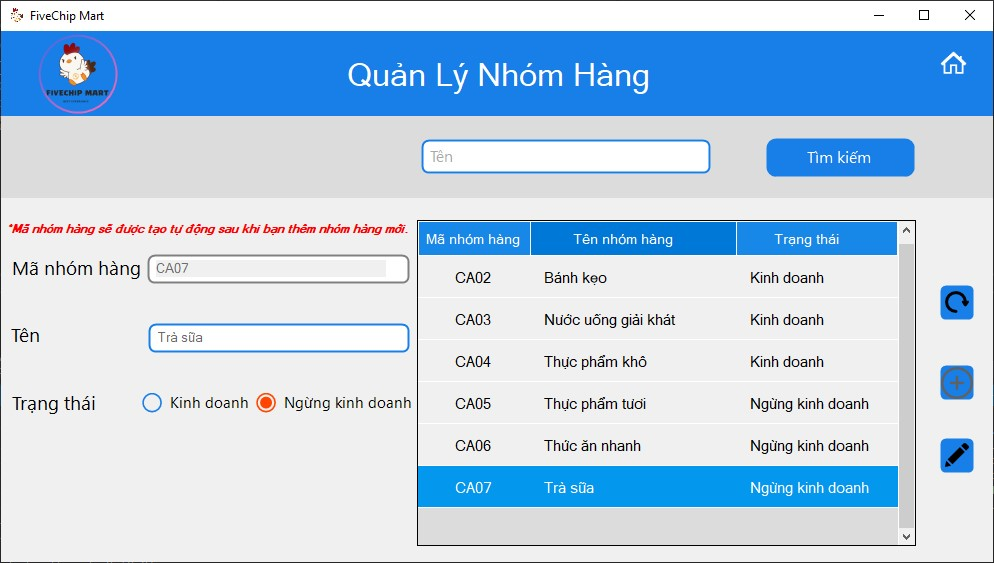 FiveChip Mart
FIVECHIP MART
Quản Lý Nhóm Hàng
Tên
Tìm kiếm
*Mã nhóm hàng sẽ được tạo tự động sau khi bạn thêm nhóm hàng mới.
Mã nhóm hàng CA07
Tên Trà sữa
Trạng thái Kinh doanh Ngừng kinh doanh
Mã nhóm hàng Tên nhóm hàng Trạng thái
CA02 Bánh kẹo Kinh doanh
CA03 Nước uống giải khát Kinh doanh
CA04 Thực phẩm khô Kinh doanh
CA05 Thực phẩm tươi Ngừng kinh doanh
CA06 Thức ăn nhanh Ngừng kinh doanh
CA07 Trà sữa Ngừng kinh doanh